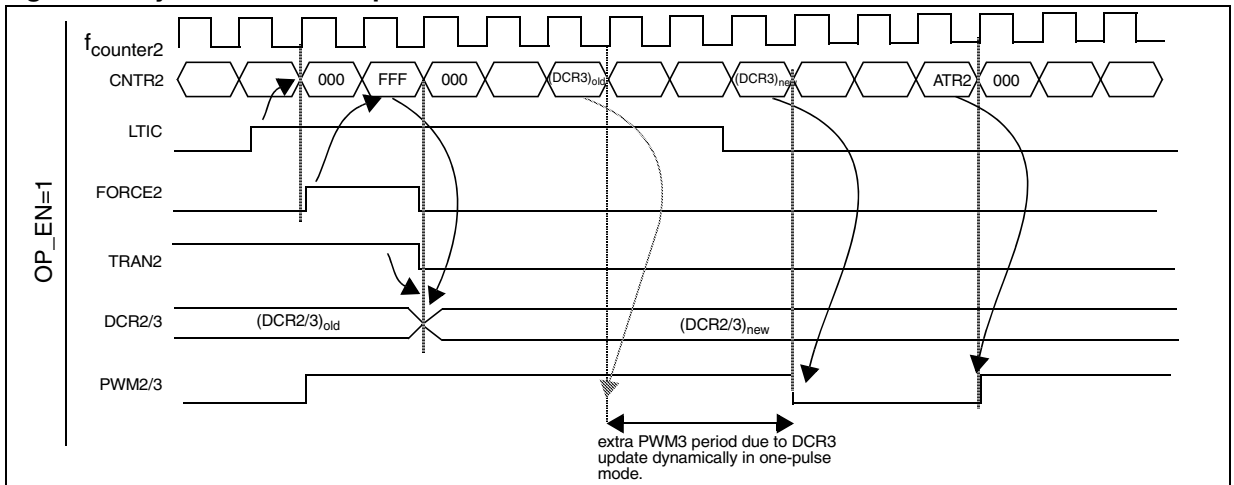 f counter2
CNTR2 000 FFF 000 (DCR3)old (DCR3)new ATR2 000
LTIC
FORCE2
OP_EN=1
TRAN2
DCR2/3 (DCR2/3)old (DCR2/3)new
PWM2/3
extra PWM3 period due to DCR3
update dynamically in one-pulse
mode.